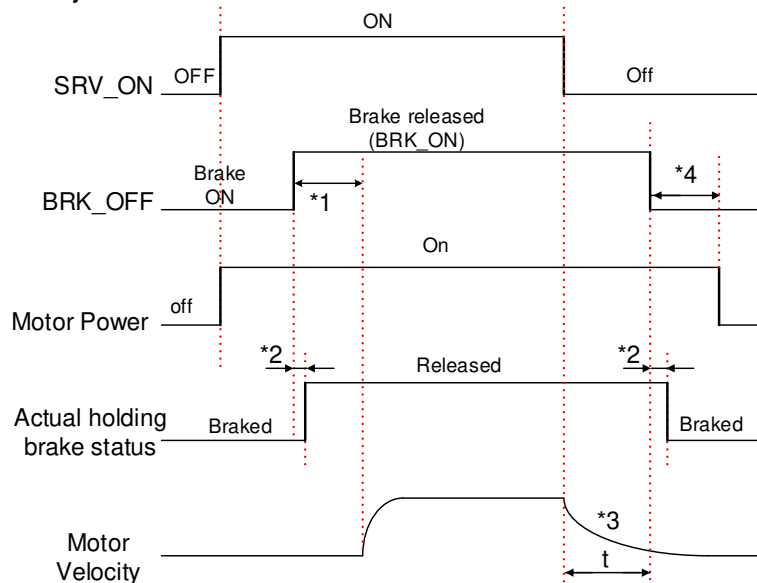 ON
SRV_ON
OFF
Off
Brake released
(BRK_ON)
Brake
ON
BRK_OFF
*1
*4
On
off
Motor Power
*2
*2
Released
Actual holding
brake status
Braked
Braked
*3
Motor
Velocity
t